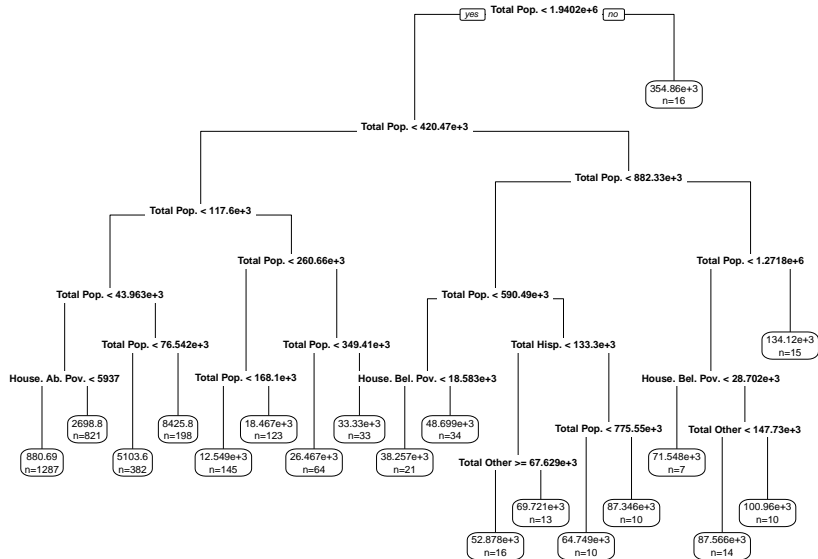 Total Pop. < 1.9402e+6
yes
no
354.86e+3
n=16
Total Pop. < 420.47e+3
Total Pop. < 882.33e+3
Total Pop. < 117.6e+3
Total Pop. < 260.66e+3
Total Pop. < 1.2718e+6
Total Pop. < 43.963e+3
Total Pop. < 590.49e+3
134.12e+3
n=15
Total Pop. < 76.542e+3
Total Pop. < 349.41e+3
Total Hisp. < 133.3e+3
House. Ab. Pov. < 5937
Total Pop. < 168.1e+3
House. Bel. Pov. < 18.583e+3
House. Bel. Pov. < 28.702e+3
2698.8
n=821
8425.8
n=198
18.467e+3
n=123
33.33e+3
n=33
48.699e+3
n=34
Total Pop. < 775.55e+3
Total Other < 147.73e+3
880.69
n=1287
5103.6
n=382
12.549e+3
n=145
26.467e+3
n=64
38.257e+3
n=21
Total Other >= 67.629e+3
71.548e+3
n=7
69.721e+3
n=13
87.346e+3
n=10
100.96e+3
n=10
52.878e+3
n=16
64.749e+3
n=10
87.566e+3
n=14